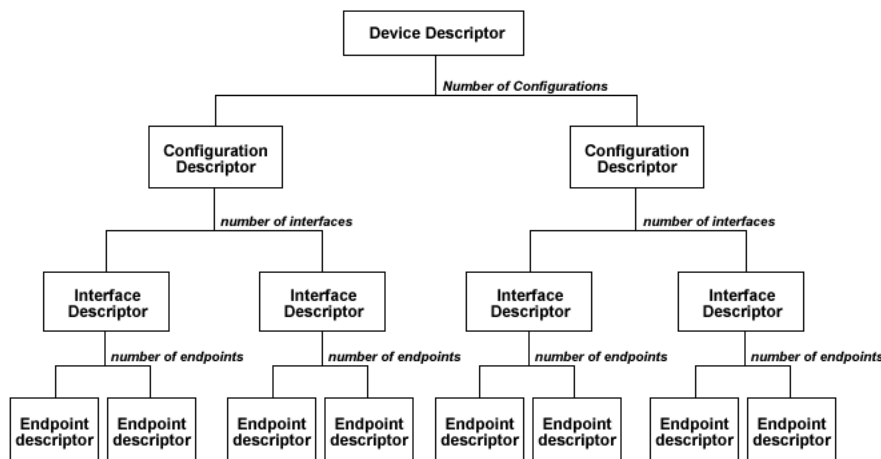 Device Descriptor
Number of Configurations
Configuration
Descriptor
Configuration
Descriptor
number of interfaces
number of interfaces
Interface
Descriptor
Interface
Descriptor
Interface
Descriptor
Interface
Descriptor
number of endpoints
number of endpoints
number of endpoints
number of endpoints
Endpoint
descriptor
Endpoint
descriptor
Endpoint
descriptor
Endpoint
descriptor
Endpoint
descriptor
Endpoint
descriptor
Endpoint
descriptor
Endpoint
descriptor